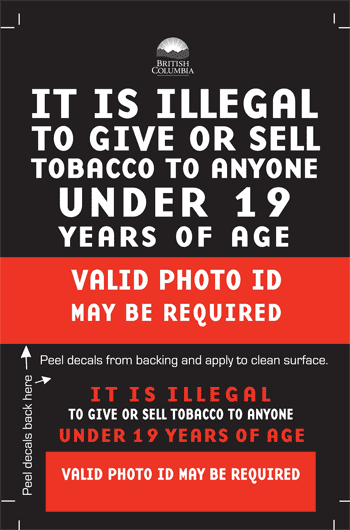 BRITISH
COLUMBIA
IT IS ILLEGAL
TO GIVE OR SELL
TOBACCO TO ANYONE
UNDER 19
YEARS OF AGE
VALID PHOTO ID
MAY BE REQUIRED
Peel decals from backing and apply to clean surface.
Peel decals back here
IT IS ILLEGAL
TO GIVE OR SELL TOBACCO TO ANYONE
UNDER 19 YEARS OF AGE
VALID PHOTO ID MAY BE REQUIRED